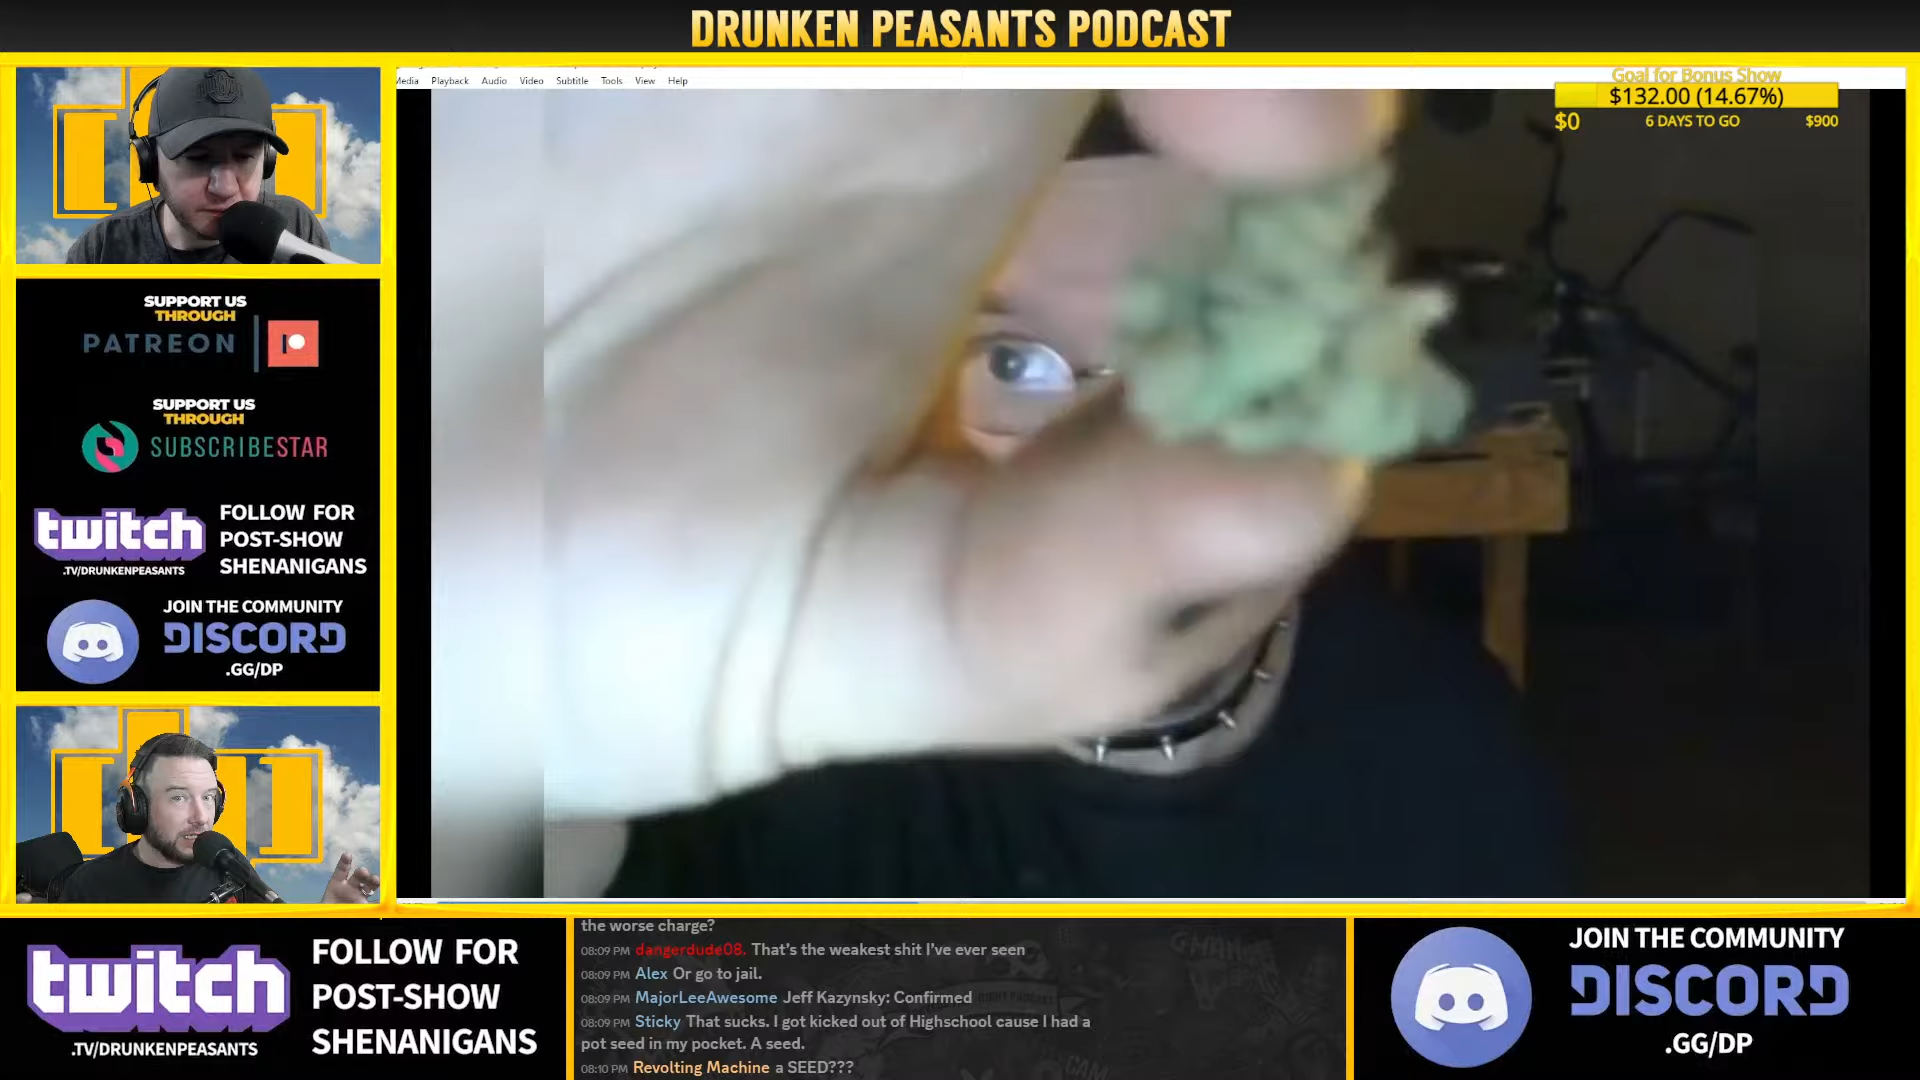 DRUNKEN PEASANTS PODCAST
Media Playback Audio Video Subtitle Tools View Help
Goal for Bonus Show
$132.00 (14.67%)
$0 6 DAYS TO GO $900
SUPPORT US
THROUGH
PATREON
SUPPORT US
THROUGH
SUBSCRIBESTAR
twitch
.TV/DRUNKENPEASANTS
FOLLOW FOR
POST-SHOW
SHENANIGANS
JOIN THE COMMUNITY
DISCORD
.GG/DP
twitch
.TV/DRUNKENPEASANTS
FOLLOW FOR
POST-SHOW
SHENANIGANS
the worse charge?
08:09 PM dangerdude08. That's the weakest shit I've ever seen
08:09 PM Alex Or go to jail.
08:09 PM MajorLeeAwesome Jeff Kazynsky: Confirmed
08:09 PM Sticky That sucks. I got kicked out of Highschool cause I had a
pot seed in my pocket. A seed.
08:10 PM Revolting Machine a SEED???
JOIN THE COMMUNITY
DISCORD
.GG/DP